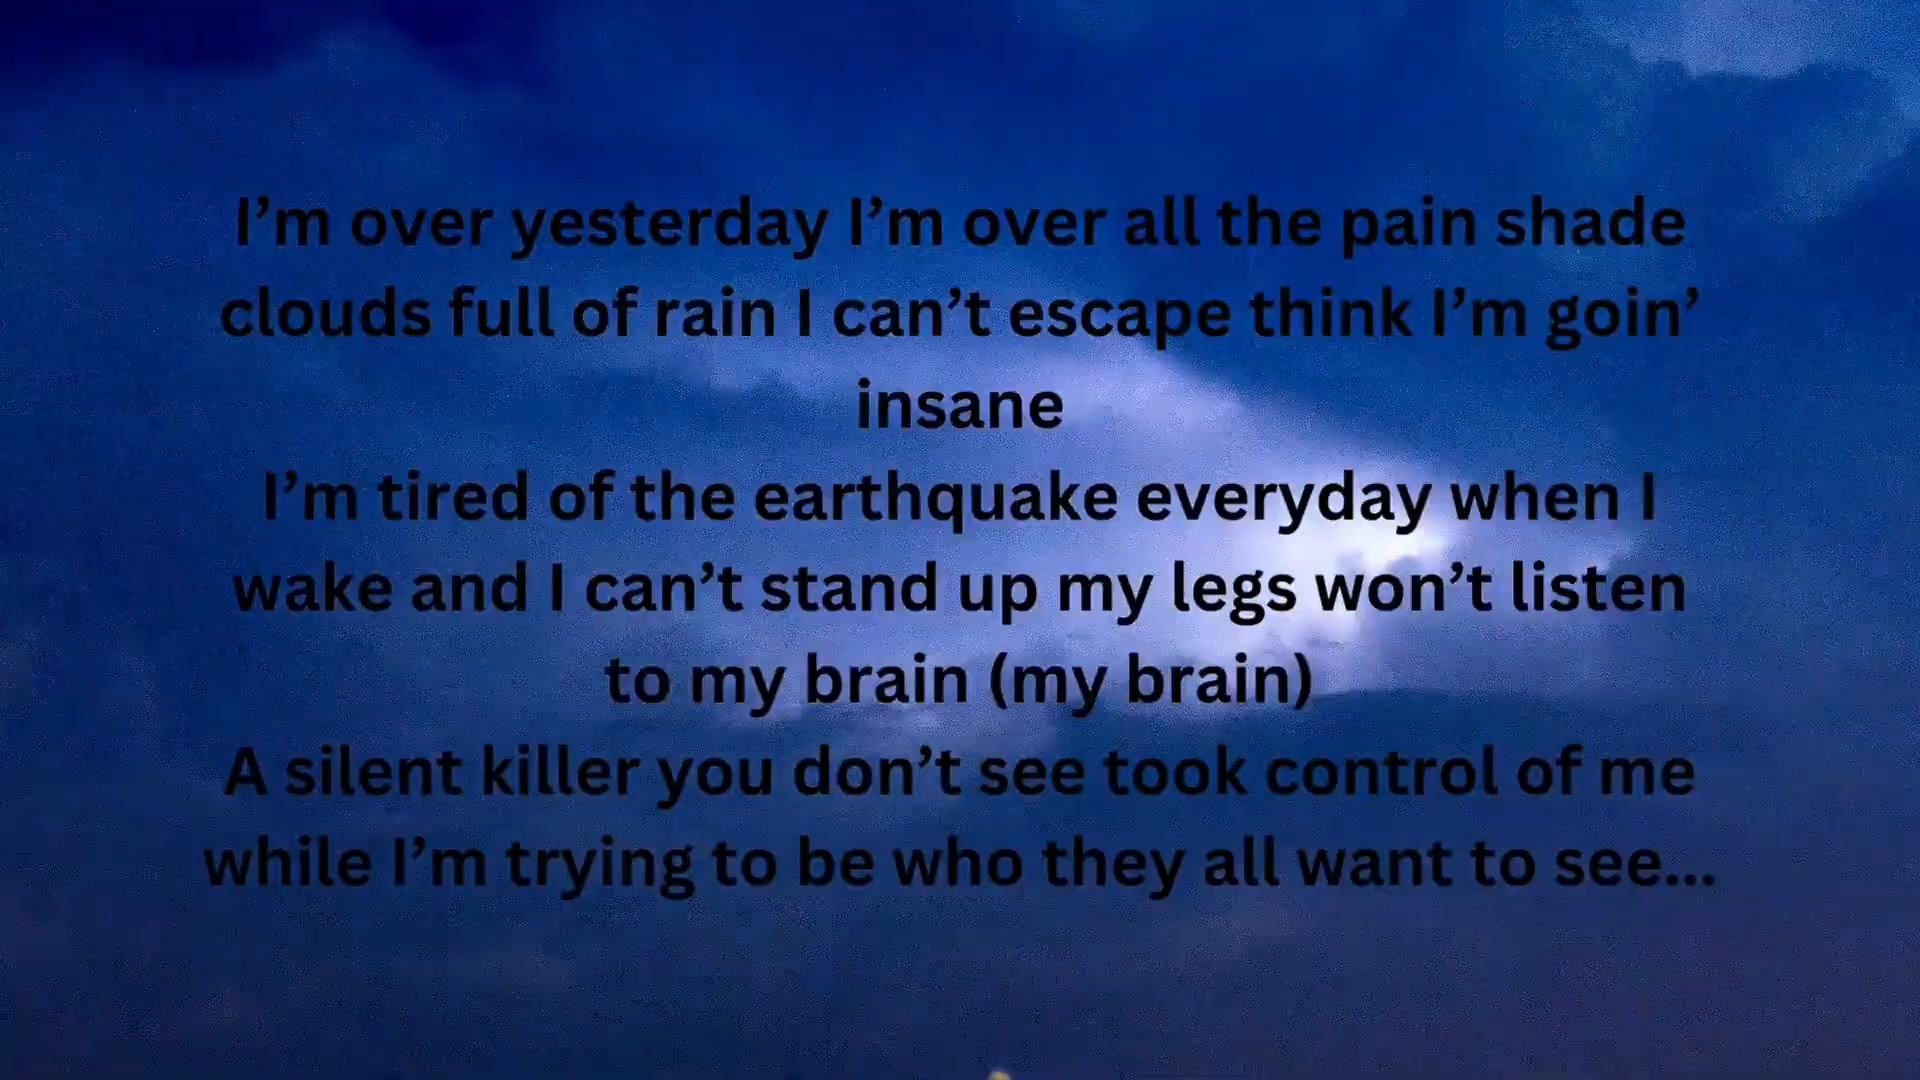 I’m over yesterday I’m over all the pain shade
clouds full of rain I can’t escape think I’m goin’
insane
I’m tired of the earthquake everyday when I
wake and I can’t stand up my legs won’t listen
to my brain (my brain)
A silent killer you don’t see took control of me
while I’m trying to be who they all want to see...